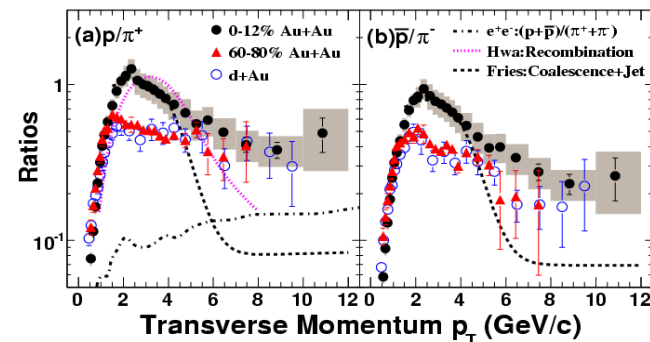 (a)p/π⁺
0-12% Au+Au
60-80% Au+Au
d+Au
(b)p̅/π⁻
e⁺e⁻:(p+p̅)/(π⁺+π⁻)
Hwa:Recombination
Fries:Coalescence+Jet
Ratios
1
10⁻¹
0 2 4 6 8 10 12
2 4 6 8 10 12
Transverse Momentum p_T (GeV/c)